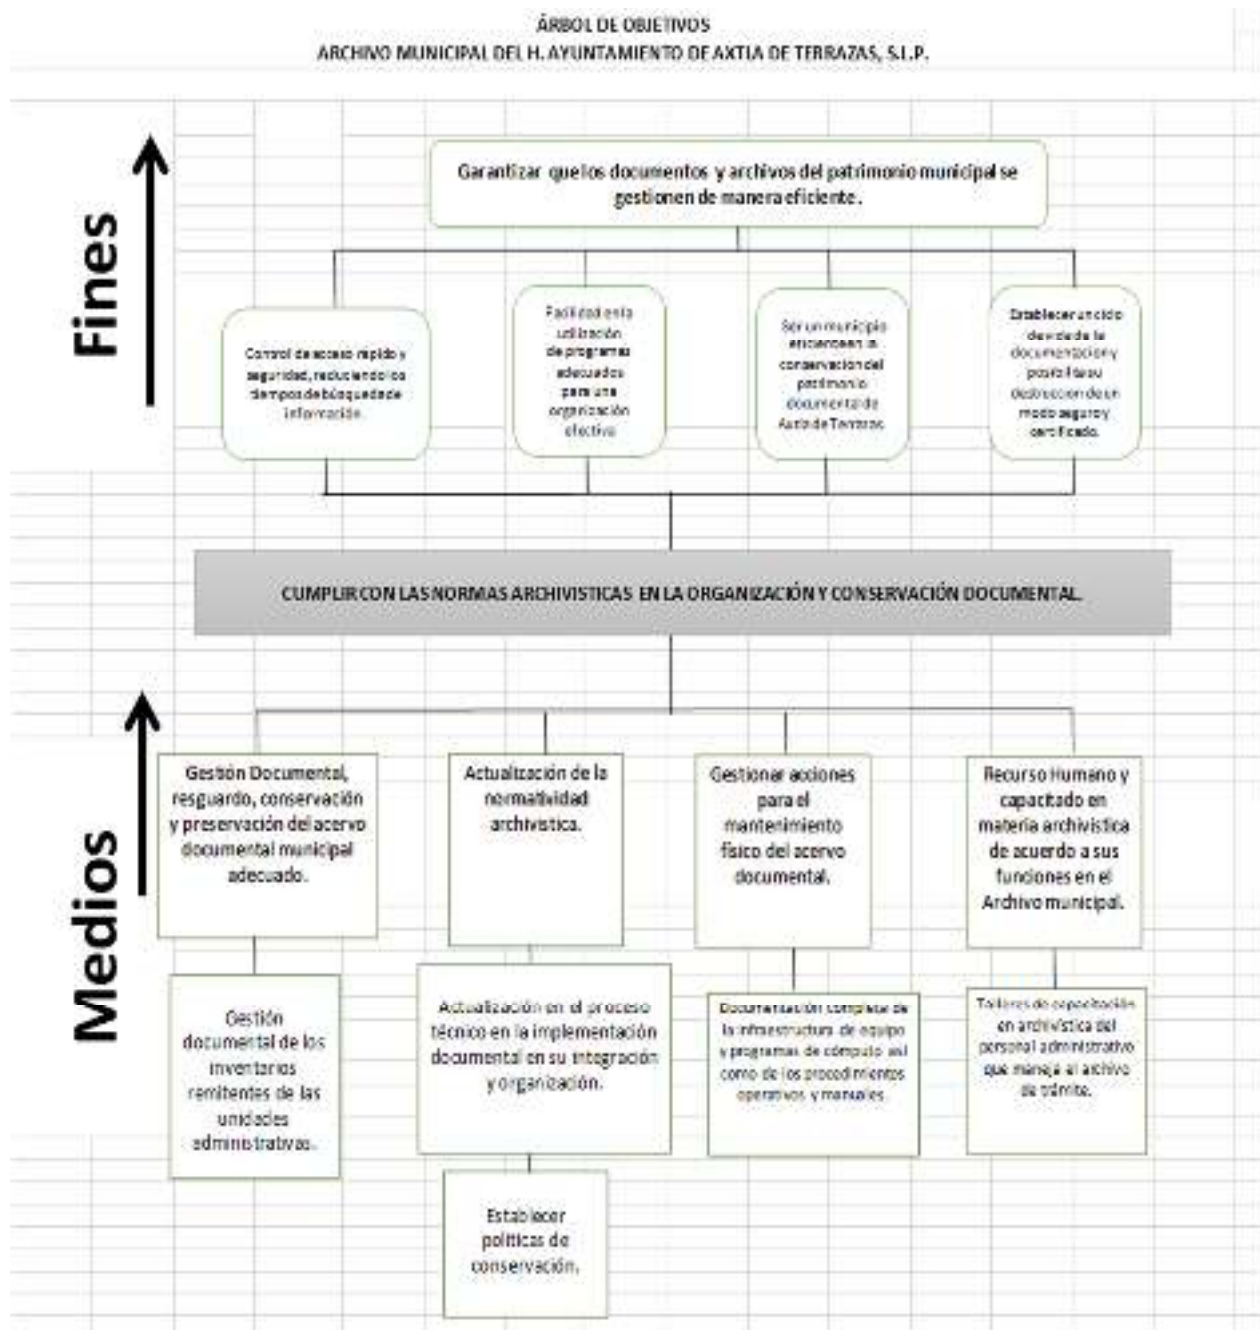 ÁRBOL DE OBJETIVOS
ARCHIVO MUNICIPAL DEL H. AYUNTAMIENTO DE AXTLA DE TERRAZAS, S.L.P.
Fines
Garantizar que los documentos y archivos del patrimonio municipal se
gestionen de manera eficiente.
Control de acceso rápido y
seguridad, reduciendo los
tiempos de búsqueda de
información.
Facilidad en la
utilización
de programas
adecuados
para una
organización
efectiva
Ser un municipio
eficiente en la
conservación del
patrimonio
documental de
Axtla de Terrazas.
Establecer un ciclo
de vida de la
documentación y
posibilita su
destrucción de un
modo seguro y
certificado.
CUMPLIR CON LAS NORMAS ARCHIVISTICAS EN LA ORGANIZACIÓN Y CONSERVACIÓN DOCUMENTAL.
Medios
Gestión Documental,
resguardo, conservación
y preservación del acervo
documental municipal
adecuado.
Actualización de la
normatividad
archivística.
Gestionar acciones
para el
mantenimiento
físico del acervo
documental.
Recurso Humano y
capacitado en
materia archivística
de acuerdo a sus
funciones en el
Archivo municipal.
Gestión
documental de los
inventarios
remitentes de las
unidades
administrativas.
Actualización en el proceso
técnico en la implementación
documental en su integración
y organización.
Documentación completa de
la infraestructura de equipo
y programas de cómputo así
como de los procedimientos
operativos y manuales.
Talleres de capacitación
en archivística del
personal administrativo
que maneja el archivo
de trámite.
Establecer
políticas de
conservación.